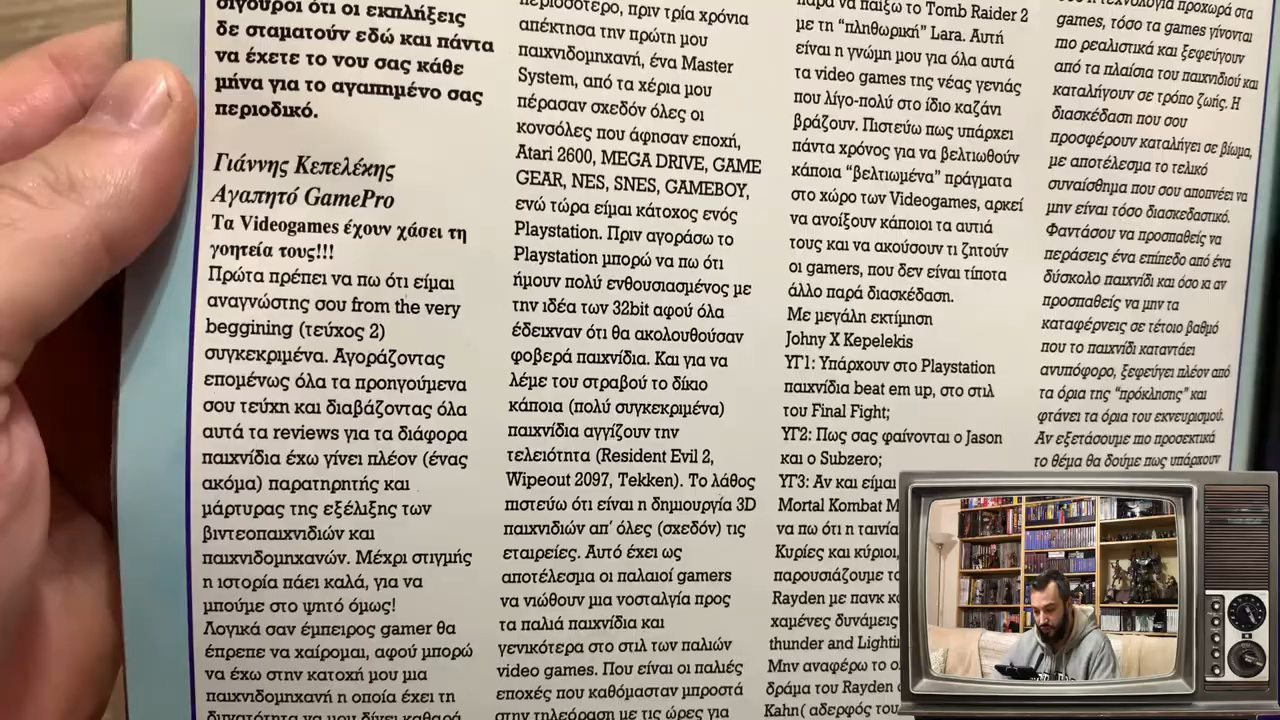 σίγουροι ότι οι εκπλήξεις
δε σταματούν εδώ και πάντα
να έχετε το νου σας κάθε
μήνα για το αγαπημένο σας
περιοδικό.
Γιάννης Κεπελέκης
Αγαπητό GamePro
Τα Videogames έχουν χάσει τη
γοητεία τους!!!
Πρώτα πρέπει να πω ότι είμαι
αναγνώστης σου from the very
beggining (τεύχος 2)
συγκεκριμένα. Αγοράζοντας
επομένως όλα τα προηγούμενα
σου τεύχη και διαβάζοντας όλα
αυτά τα reviews για τα διάφορα
παιχνίδια έχω γίνει πλέον (ένας
ακόμα) παρατηρητής και
μάρτυρας της εξέλιξης των
βιντεοπαιχνιδιών και
παιχνιδομηχανών. Μέχρι στιγμής
η ιστορία πάει καλά, για να
μπούμε στο ψητό όμως!
Λογικά σαν έμπειρος gamer θα
έπρεπε να χαίρομαι, αφού μπορώ
να έχω στην κατοχή μου μια
παιχνιδομηχανή η οποία έχει τη
δυνατότητα να μου δίνει καθαρά
περισσότερο, πριν τρία χρόνια
απέκτησα την πρώτη μου
παιχνιδομηχανή, ένα Master
System, από τα χέρια μου
πέρασαν σχεδόν όλες οι
κονσόλες που άφησαν εποχή,
Atari 2600, MEGA DRIVE, GAME
GEAR, NES, SNES, GAMEBOY,
ενώ τώρα είμαι κάτοχος ενός
Playstation. Πριν αγοράσω το
Playstation μπορώ να πω ότι
ήμουν πολύ ενθουσιασμένος με
την ιδέα των 32bit αφού όλα
έδειχναν ότι θα ακολουθούσαν
φοβερά παιχνίδια. Και για να
λέμε του στραβού το δίκιο
κάποια (πολύ συγκεκριμένα)
παιχνίδια αγγίζουν την
τελειότητα (Resident Evil 2,
Wipeout 2097, Tekken). Το λάθος
πιστεύω ότι είναι η δημιουργία 3D
παιχνιδιών απ' όλες (σχεδόν) τις
εταιρείες. Αυτό έχει ως
αποτέλεσμα οι παλαιοί gamers
να νιώθουν μια νοσταλγία προς
τα παλιά παιχνίδια και
γενικότερα στο στιλ των παλιών
video games. Που είναι οι παλιές
εποχές που καθόμασταν μπροστά
στην τηλεόραση με τις ώρες για
παρά να παίξω το Tomb Raider 2
με τη “πληθωρική” Lara. Αυτή
είναι η γνώμη μου για όλα αυτά
τα video games της νέας γενιάς
που λίγο-πολύ στο ίδιο καζάνι
βράζουν. Πιστεύω πως υπάρχει
πάντα χρόνος για να βελτιωθούν
κάποια “βελτιωμένα” πράγματα
στο χώρο των Videogames, αρκεί
να ανοίξουν κάποιοι τα αυτιά
τους και να ακούσουν τι ζητούν
οι gamers, που δεν είναι τίποτα
άλλο παρά διασκέδαση.
Με μεγάλη εκτίμηση
Johny X Kepelekis
ΥΓ1: Υπάρχουν στο Playstation
παιχνίδια beat em up, στο στιλ
του Final Fight;
ΥΓ2: Πως σας φαίνονται ο Jason
και ο Subzero;
ΥΓ3: Αν και είμαι
Mortal Kombat
να πω ότι η ταινία
Κυρίες και κύριοι,
παρουσιάζουμε
Rayden με πανκ
χαμένες δυνάμεις
thunder and
Μην αναφέρω το
δράμα του Rayden
Kahn( αδερφός του
η τεχνολογία προχωρά στα
games, τόσο τα games γίνονται
πιο ρεαλιστικά και ξεφεύγουν
από τα πλαίσια του παιχνιδιού και
καταλήγουν σε τρόπο ζωής. Η
διασκέδαση που σου
προσφέρουν καταλήγει σε βίωμα,
με αποτέλεσμα το τελικό
συναίσθημα που σου αποπνέει να
μην είναι τόσο διασκεδαστικό.
Φαντάσου να προσπαθείς να
περάσεις ένα επίπεδο από ένα
δύσκολο παιχνίδι και όσο κι αν
προσπαθείς να μην τα
καταφέρνεις σε τέτοιο βαθμό
που το παιχνίδι καταντάει
ανυπόφορο, ξεφεύγει πλέον από
τα όρια της “πρόκλησης” και
φτάνει τα όρια του εκνευρισμού.
Αν εξετάσουμε πιο προσεκτικά
το θέμα θα δούμε πως υπάρχουν